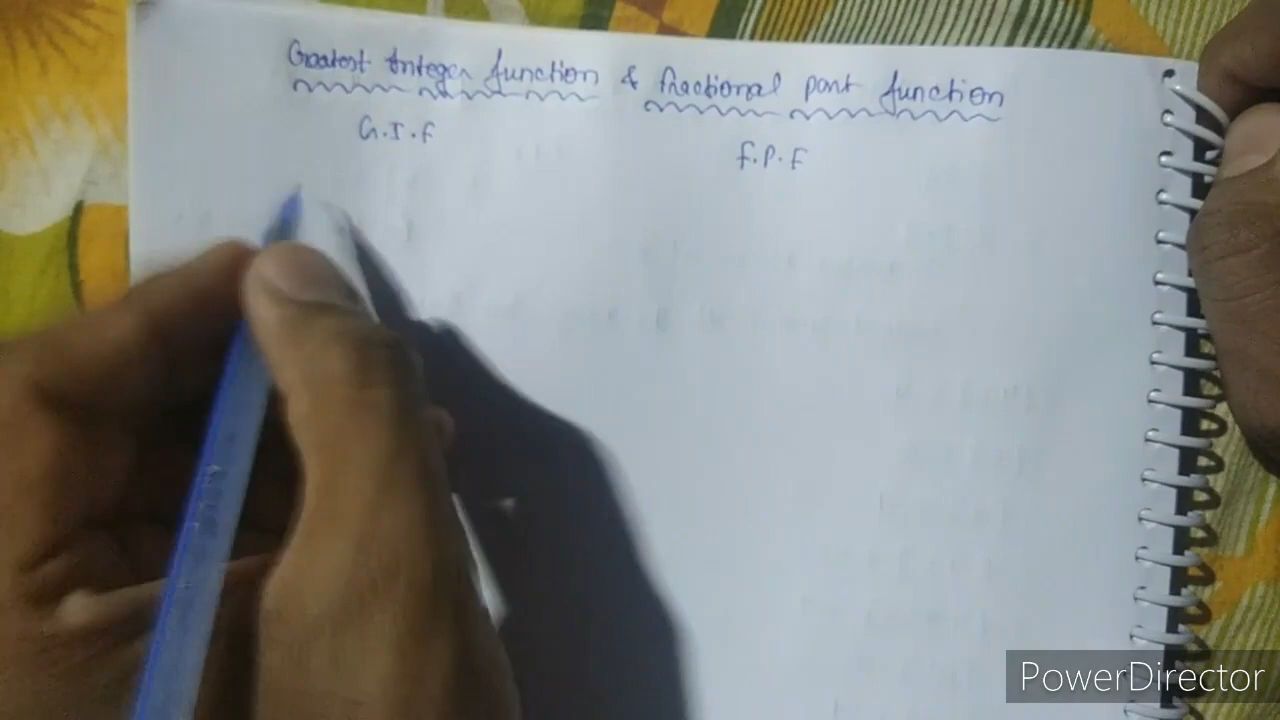 Greatest Integer function & fractional part function
G.I.F
F.P.F
PowerDirector